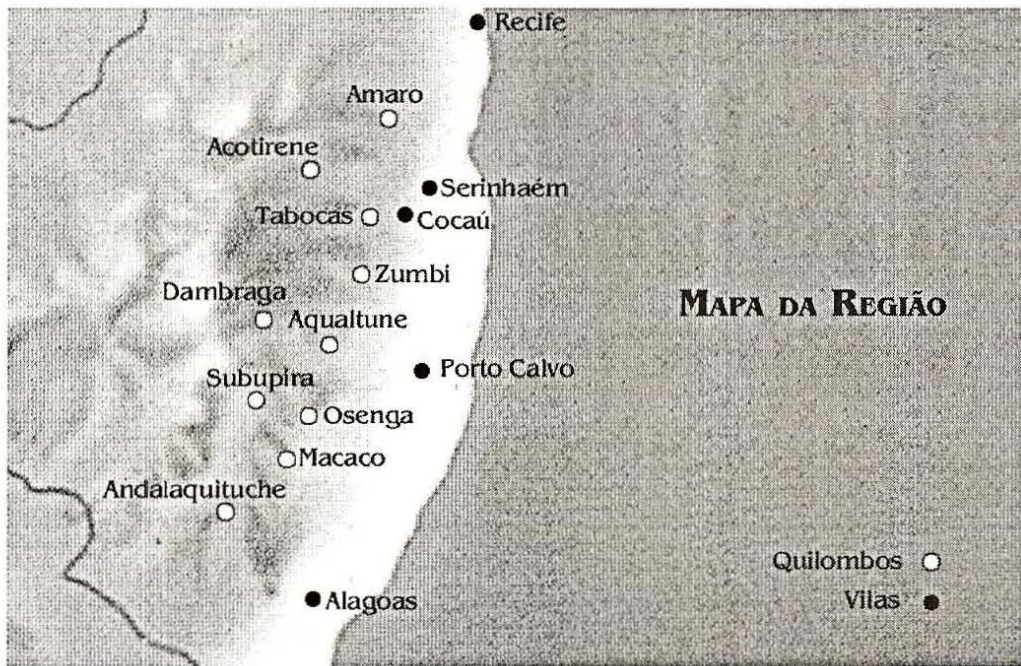 Recife
Amaro
Acotirene
Serinhaém
Tabocas
Cocaú
Zumbi
Dambraga
Aqualtune
MAPA DA REGIÃO
Porto Calvo
Subupira
Osenga
Macaco
Andalaquituche
Quilombos
Vilas
Alagoas